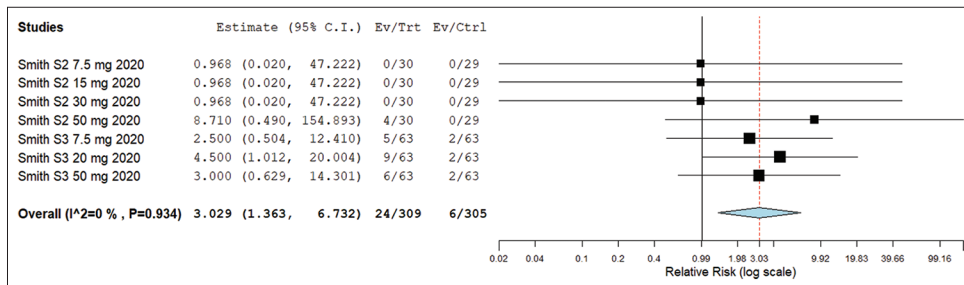 Studies Estimate (95% C.I.) Ev/Trt Ev/Ctrl
Smith S2 7.5 mg 2020 0.968 (0.020, 47.222) 0/30 0/29
Smith S2 15 mg 2020 0.968 (0.020, 47.222) 0/30 0/29
Smith S2 30 mg 2020 0.968 (0.020, 47.222) 0/30 0/29
Smith S2 50 mg 2020 8.710 (0.490, 154.893) 4/30 0/29
Smith S3 7.5 mg 2020 2.500 (0.504, 12.410) 5/63 2/63
Smith S3 20 mg 2020 4.500 (1.012, 20.004) 9/63 2/63
Smith S3 50 mg 2020 3.000 (0.629, 14.301) 6/63 2/63
Overall (I^2=0 % , P=0.934) 3.029 (1.363, 6.732) 24/309 6/305
0.02 0.04 0.1 0.2 0.4 0.99 1.98 3.03 9.92 19.83 39.66 99.16
Relative Risk (log scale)